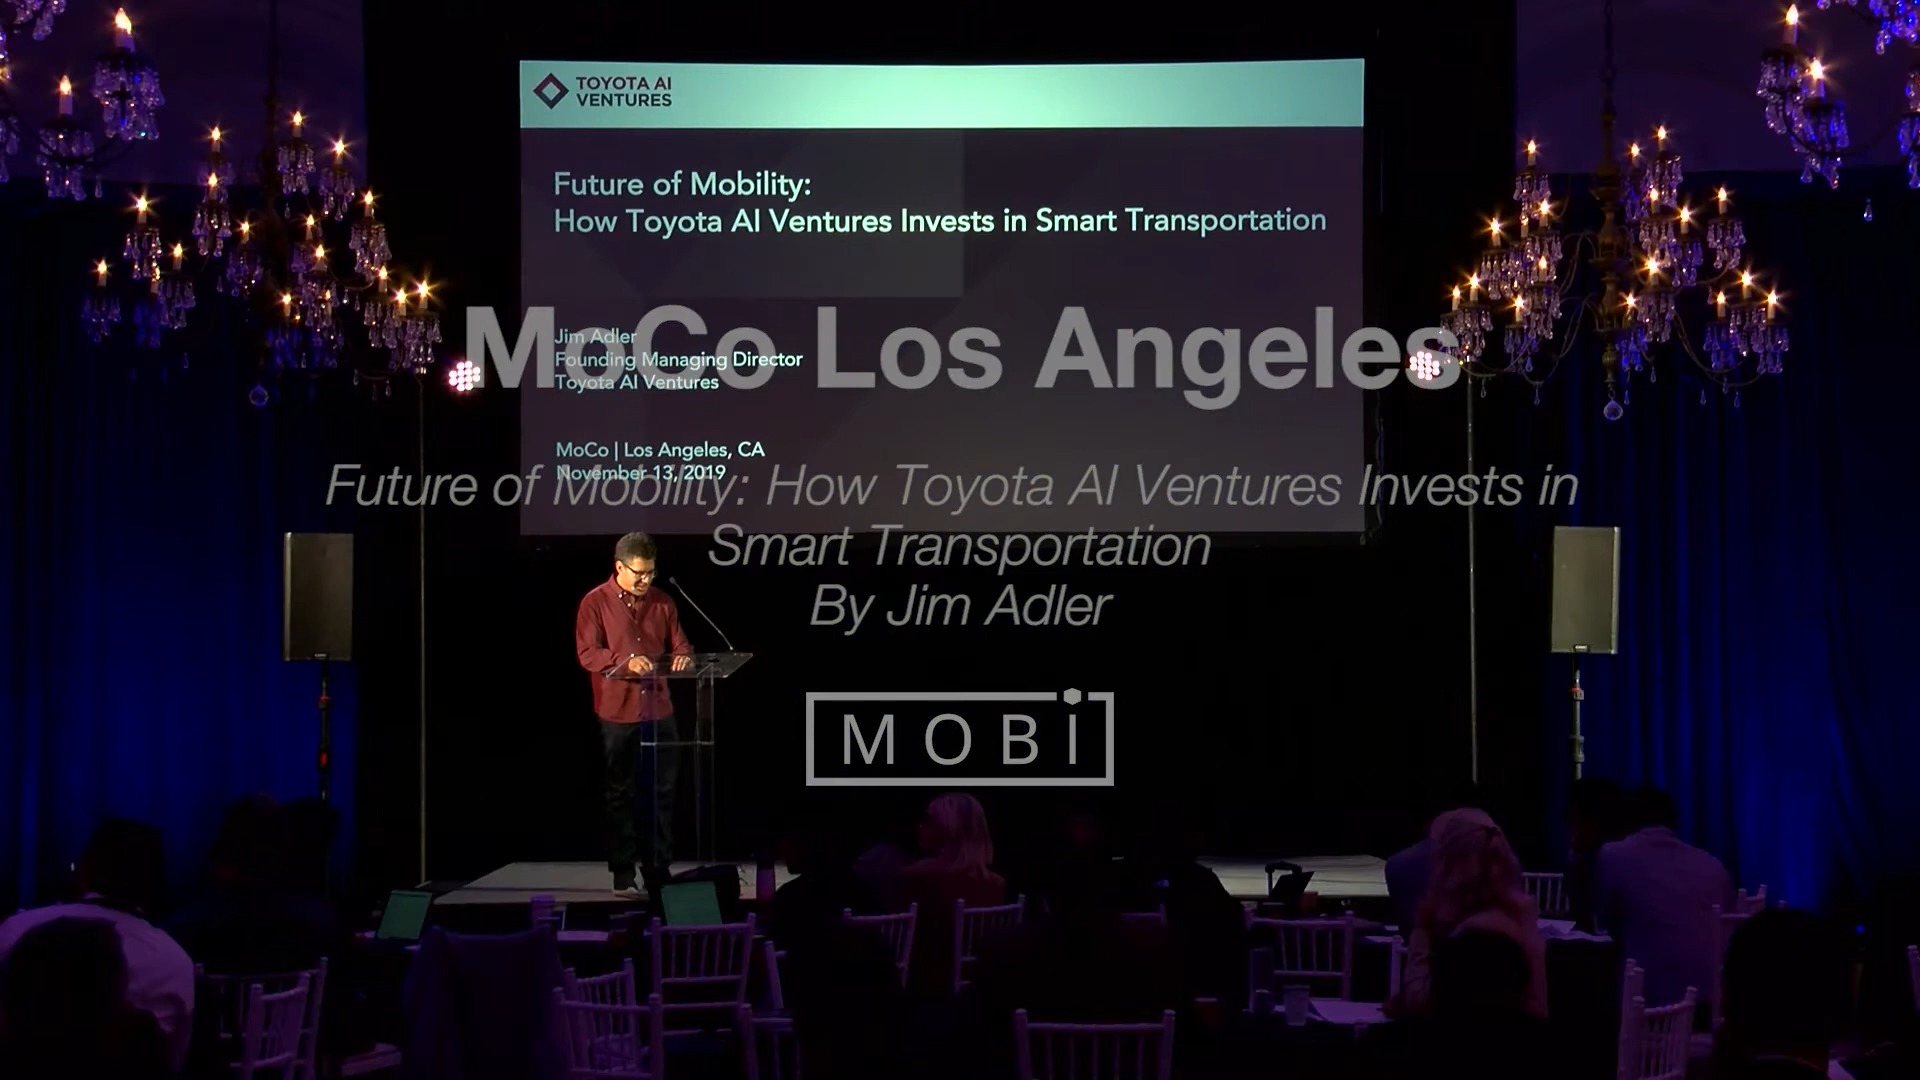 TOYOTA AI
VENTURES
Future of Mobility:
How Toyota AI Ventures Invests in Smart Transportation
Jim Adler
Founding Managing Director
Toyota AI Ventures
MoCo | Los Angeles, CA
November 13, 2019
MoCo Los Angeles
Future of Mobility: How Toyota AI Ventures Invests in
Smart Transportation
By Jim Adler
MOBI